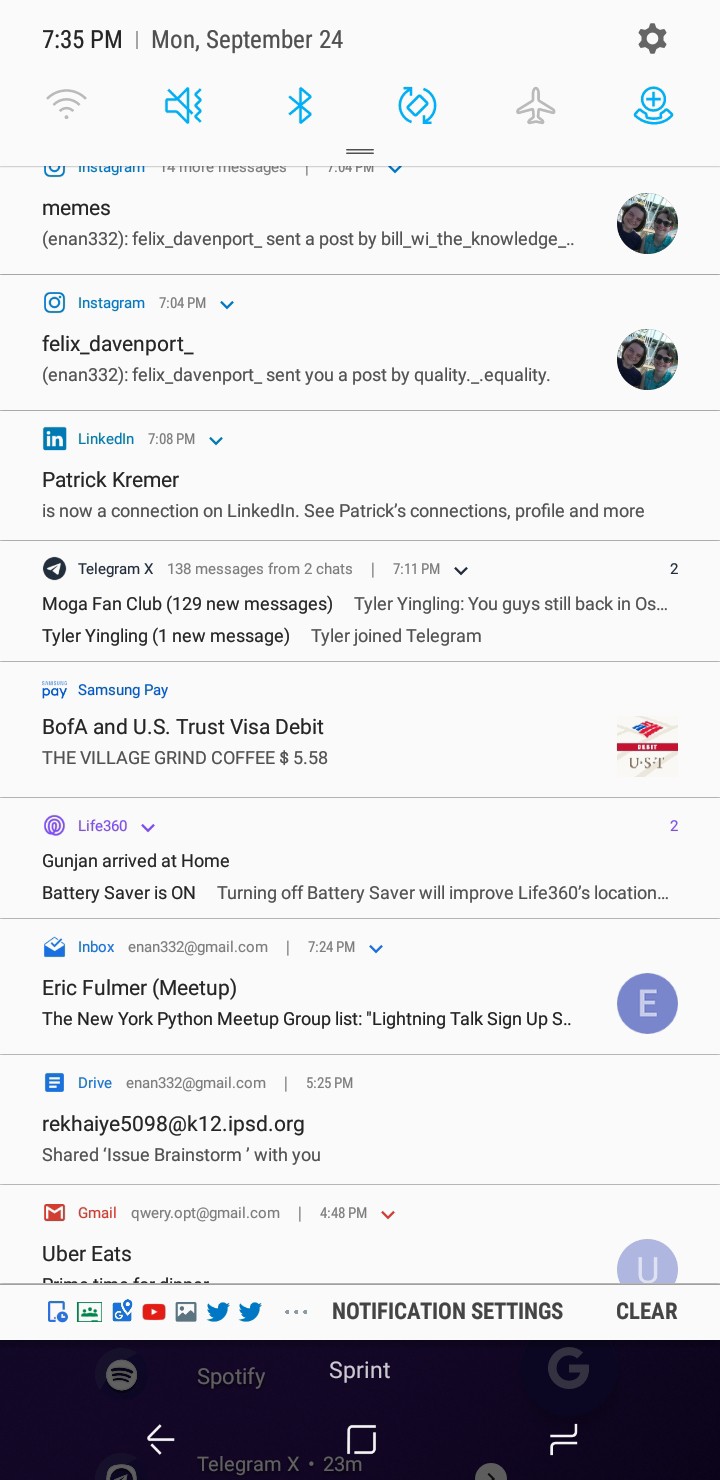 7:35 PM | Mon, September 24
Instagram 14 more messages | 7:04 PM
memes
(enan332): felix_davenport_ sent a post by bill_wi_the_knowledge_..
Instagram 7:04 PM
felix_davenport_
(enan332): felix_davenport_ sent you a post by quality._.equality.
in LinkedIn 7:08 PM
Patrick Kremer
is now a connection on LinkedIn. See Patrick’s connections, profile and more
Telegram X 138 messages from 2 chats | 7:11 PM 2
Moga Fan Club (129 new messages) Tyler Yingling: You guys still back in Os...
Tyler Yingling (1 new message) Tyler joined Telegram
SAMSUNG
pay Samsung Pay
BofA and U.S. Trust Visa Debit
THE VILLAGE GRIND COFFEE $ 5.58
DEBIT
U·S·T
Life360 2
Gunjan arrived at Home
Battery Saver is ON Turning off Battery Saver will improve Life360’s location...
Inbox enan332@gmail.com | 7:24 PM
Eric Fulmer (Meetup)
The New York Python Meetup Group list: "Lightning Talk Sign Up S..
E
Drive enan332@gmail.com | 5:25 PM
rekhaiye5098@k12.ipsd.org
Shared ‘Issue Brainstorm ’ with you
Gmail qwery.opt@gmail.com | 4:48 PM
Uber Eats
Prime time for dinner
U
NOTIFICATION SETTINGS CLEAR
Spotify Sprint G
Telegram X • 23m